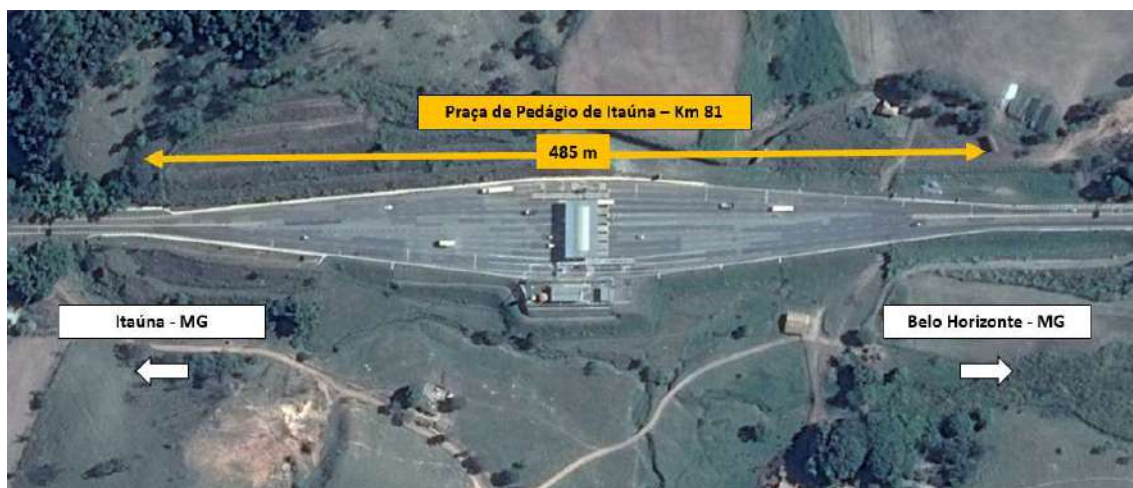 Praça de Pedágio de Itaúna – Km 81
485 m
Itaúna - MG
Belo Horizonte - MG